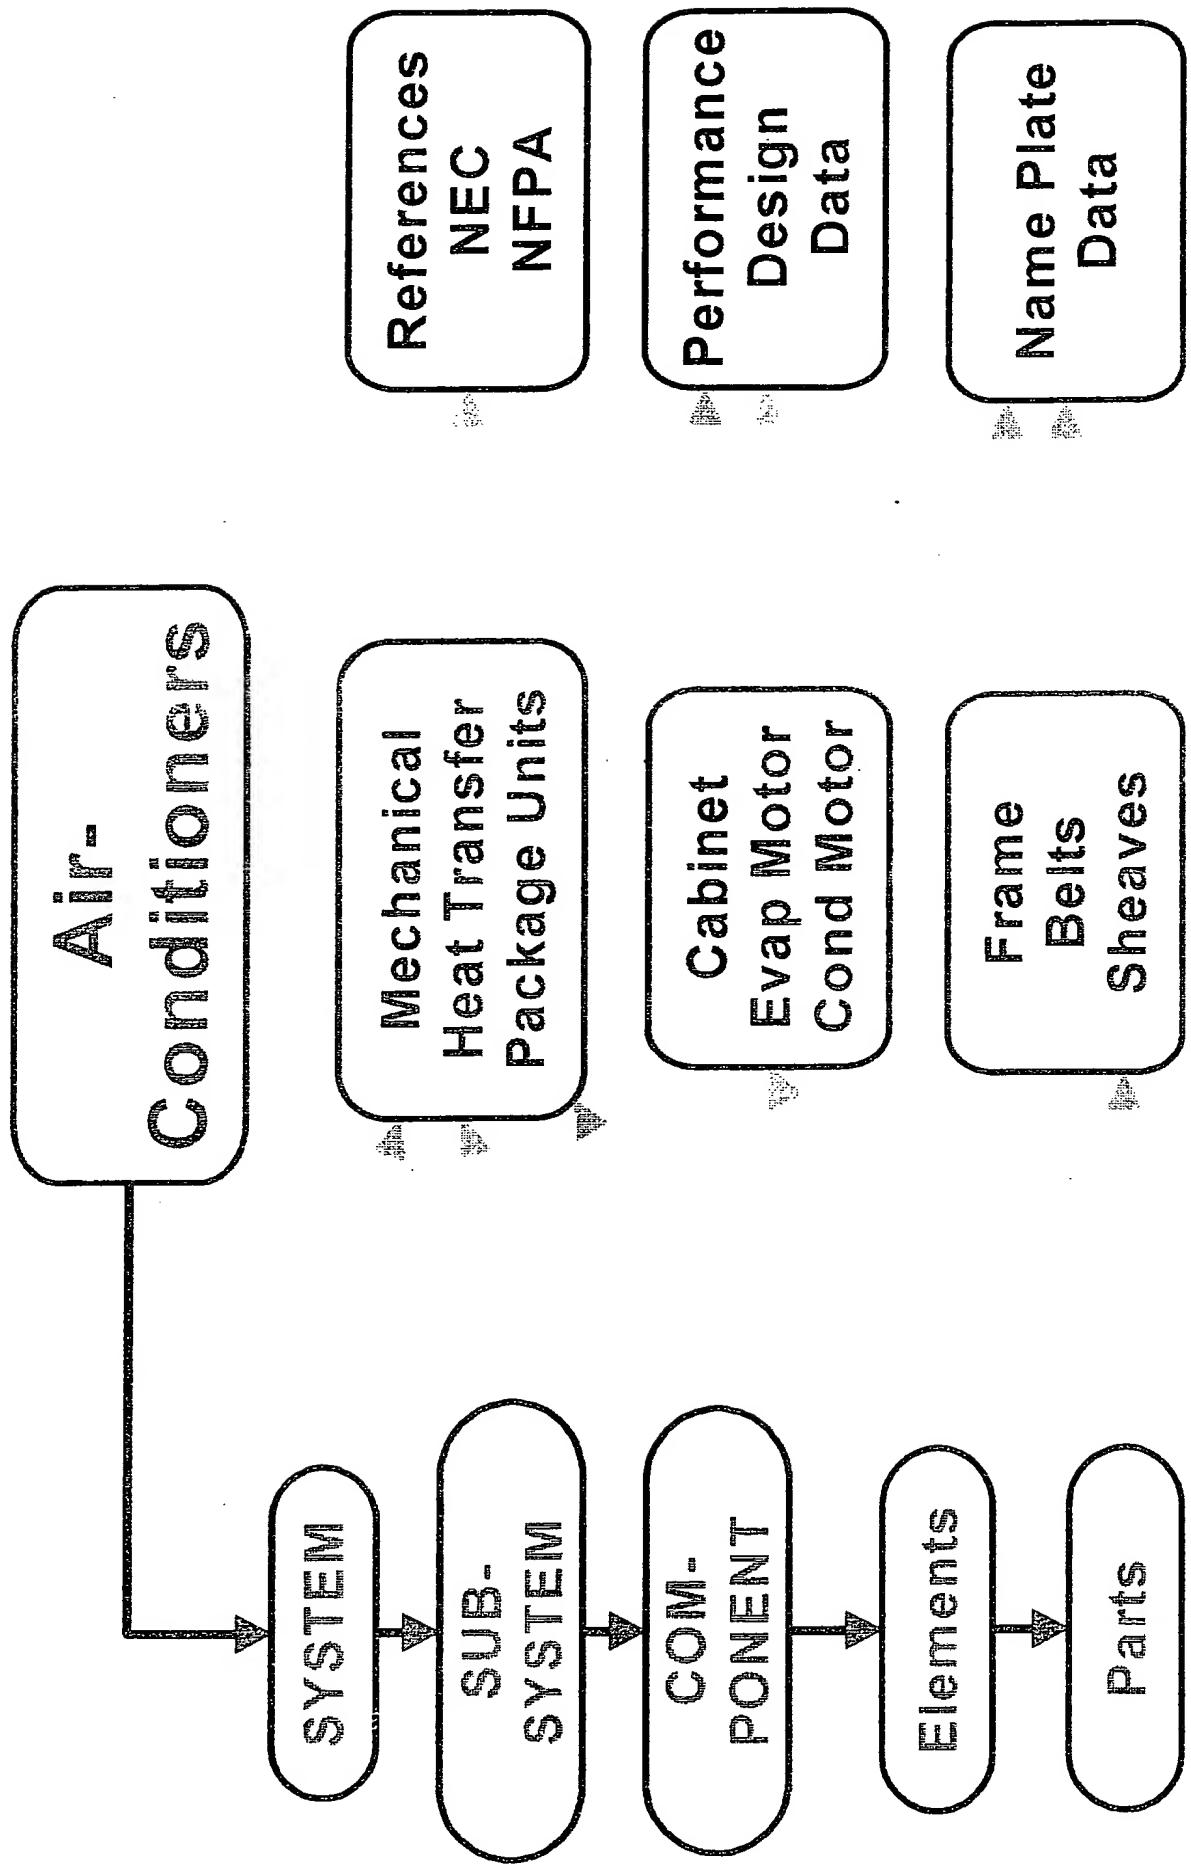 Air-
Conditioners
SYSTEM
SUB-
SYSTEM
COM-
PONENT
Elements
Parts
Mechanical
Heat Transfer
Package Units
Cabinet
Evap Motor
Cond Motor
Frame
Belts
Sheaves
References
NEC
NFPA
Performance
Design
Data
Name Plate
Data